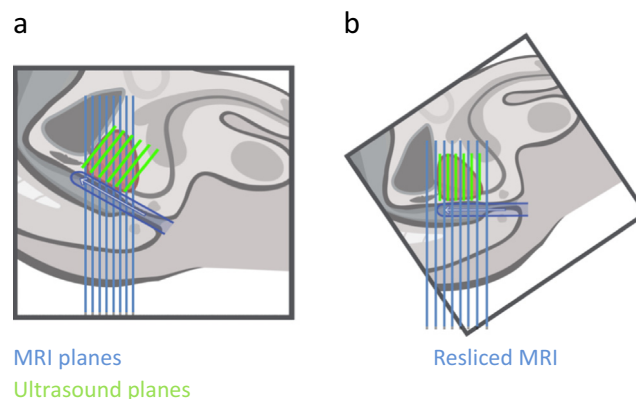 a
b
MRI planes
Resliced MRI
Ultrasound planes